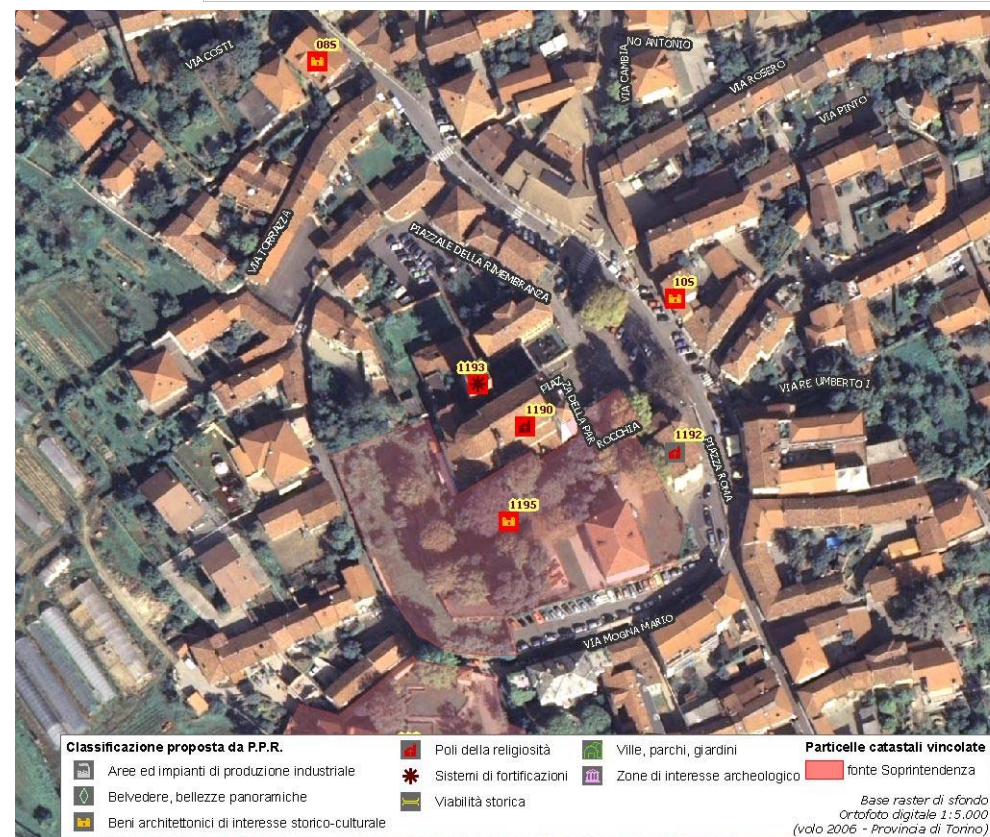 VIA COSTI
085
VIA CAMBIA
NO ANTONIO
VIA ROSERO
VIA PINTO
VIA TORRAZZA
PIAZZALE DELLA RIMEMBRANZA
105
1193
PIAZZA DELLA PAR
ROCCHIA
VIA RE UMBERTO I
1190
1192
PIAZZA ROMA
1195
VIA MOGNA MARIO
Classificazione proposta da P.P.R.
Aree ed impianti di produzione industriale
Belvedere, bellezze panoramiche
Beni architettonici di interesse storico-culturale
Poli della religiosità
Sistemi di fortificazioni
Viabilità storica
Ville, parchi, giardini
Zone di interesse archeologico
Particelle catastali vincolate
fonte Soprintendenza
Base raster di sfondo
Ortofoto digitale 1:5.000
(volo 2006 - Provincia di Torino)